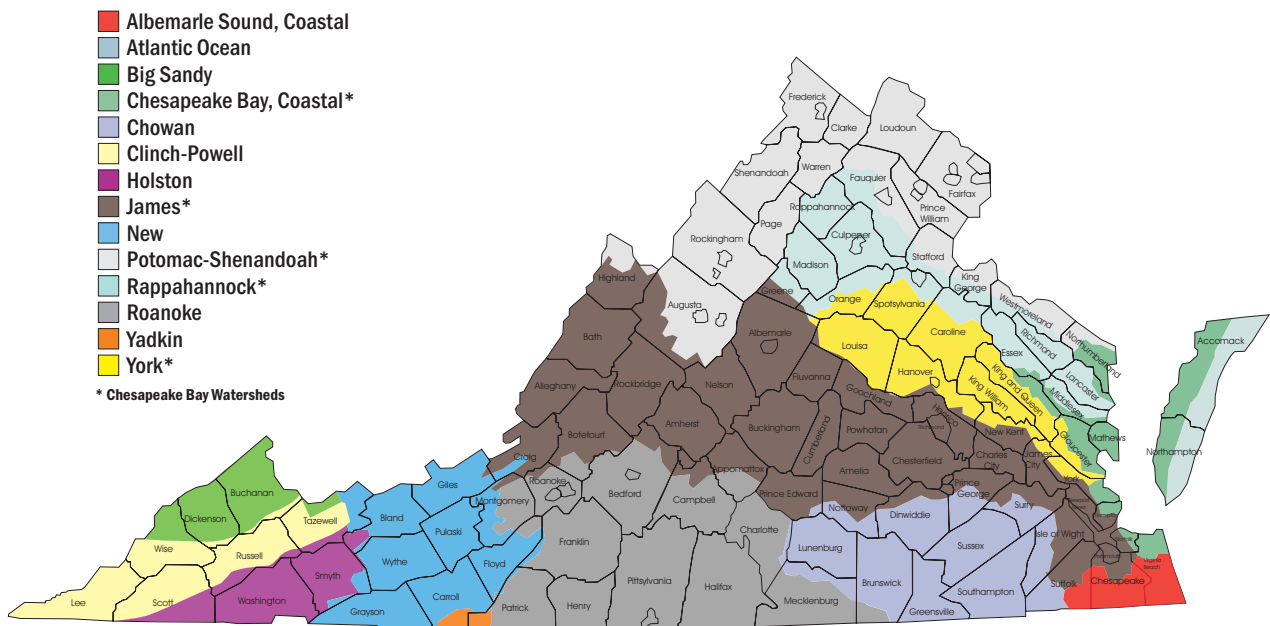 Albemarle Sound, Coastal
Atlantic Ocean
Big Sandy
Chesapeake Bay, Coastal*
Chowan
Clinch-Powell
Holston
James*
New
Potomac-Shenandoah*
Rappahannock*
Roanoke
Yadkin
York*
* Chesapeake Bay Watersheds
Frederick
Clarke
Loudoun
Shenandoah
Warren
Fauquier
Fairfax
Rappahannock
Prince
William
Page
Culpeper
Rockingham
Madison
Stafford
King
George
Highland
Greene
Westmoreland
Augusta
Orange
Spotsylvania
Northumberland
Richmond
Albemarle
Caroline
Accomack
Bath
Louisa
Essex
Hanover
King and Queen
Lancaster
Alleghany
Rockbridge
Nelson
Fluvanna
Goochland
King William
Middlesex
Henrico
Richmond
Amherst
Buckingham
Cumberland
Powhatan
New Kent
Gloucester
Mathews
Botetourt
Craig
Appomattox
Amelia
Chesterfield
Charles
City
James
City
Northampton
York
Giles
Roanoke
Bedford
Campbell
Prince Edward
Prince
George
Surry
Buchanan
Montgomery
Nottoway
Dinwiddie
Dickenson
Tazewell
Bland
Pulaski
Charlotte
Isle of Wight
Wise
Russell
Franklin
Lunenburg
Sussex
Norfolk
Portsmouth
Virginia
Beach
Wythe
Floyd
Smyth
Pittsylvania
Halifax
Brunswick
Southampton
Suffolk
Chesapeake
Lee
Scott
Washington
Grayson
Carroll
Patrick
Henry
Mecklenburg
Greensville